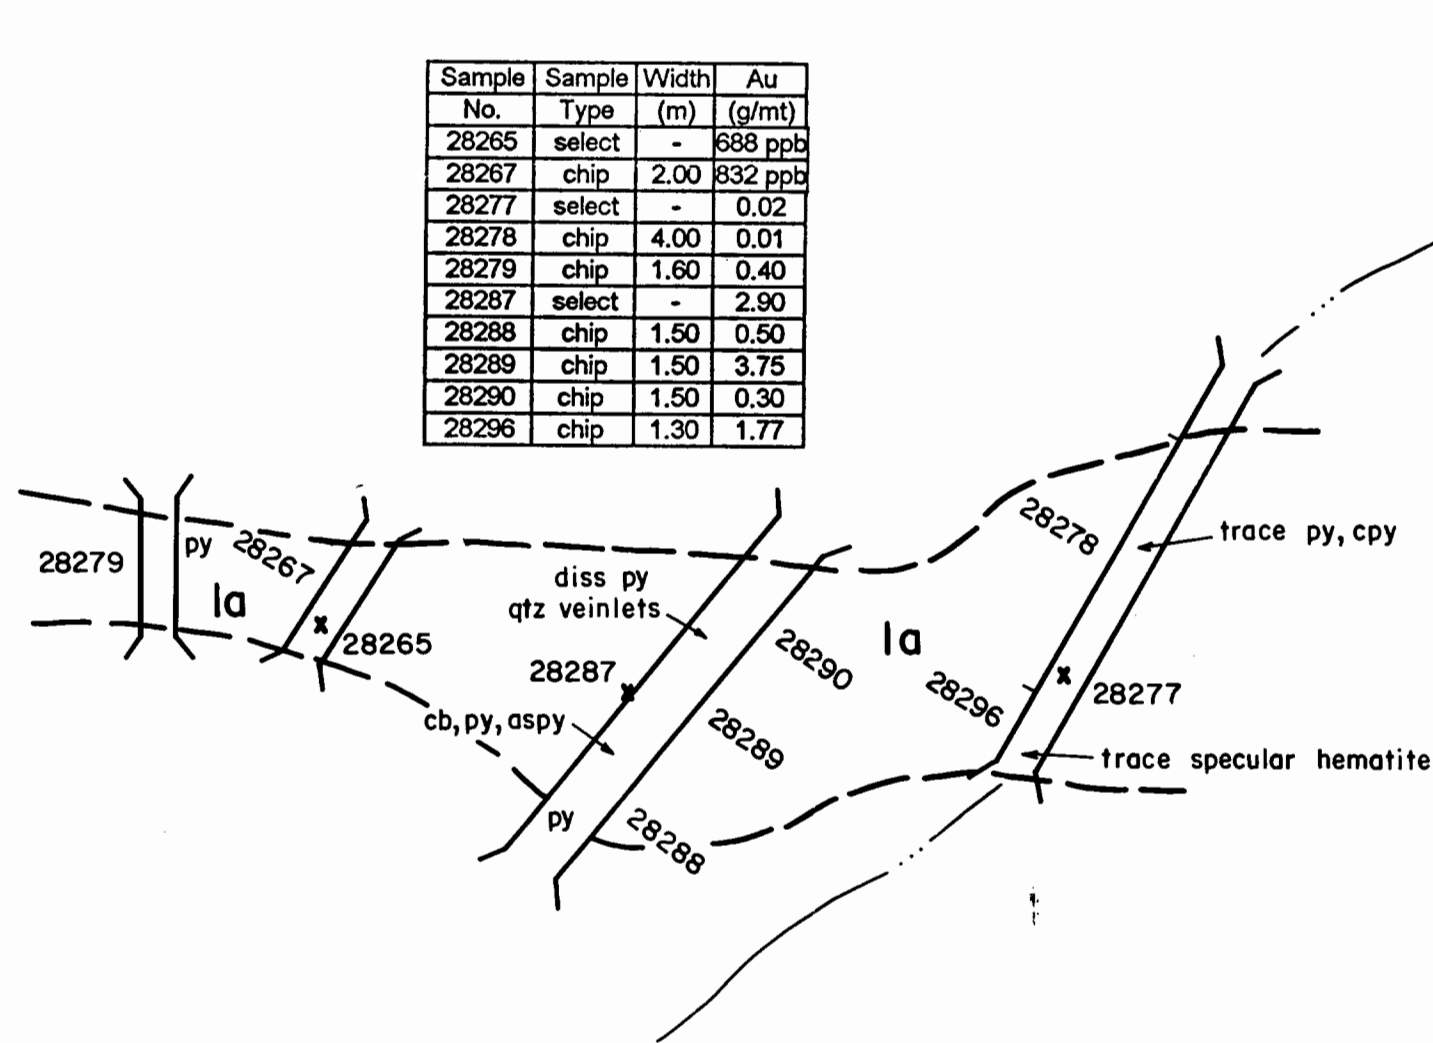 Sample Sample Width Au
No. Type (m) (g/mt)
28265 select - 688 ppb
28267 chip 2.00 832 ppb
28277 select - 0.02
28278 chip 4.00 0.01
28279 chip 1.60 0.40
28287 select - 2.90
28288 chip 1.50 0.50
28289 chip 1.50 3.75
28290 chip 1.50 0.30
28296 chip 1.30 1.77
28279
py
28267
1a
28265
diss py
qtz veinlets
28287
cb, py, aspy
py
28290
28289
28288
1a
28278
trace py, cpy
28296
28277
trace specular hematite